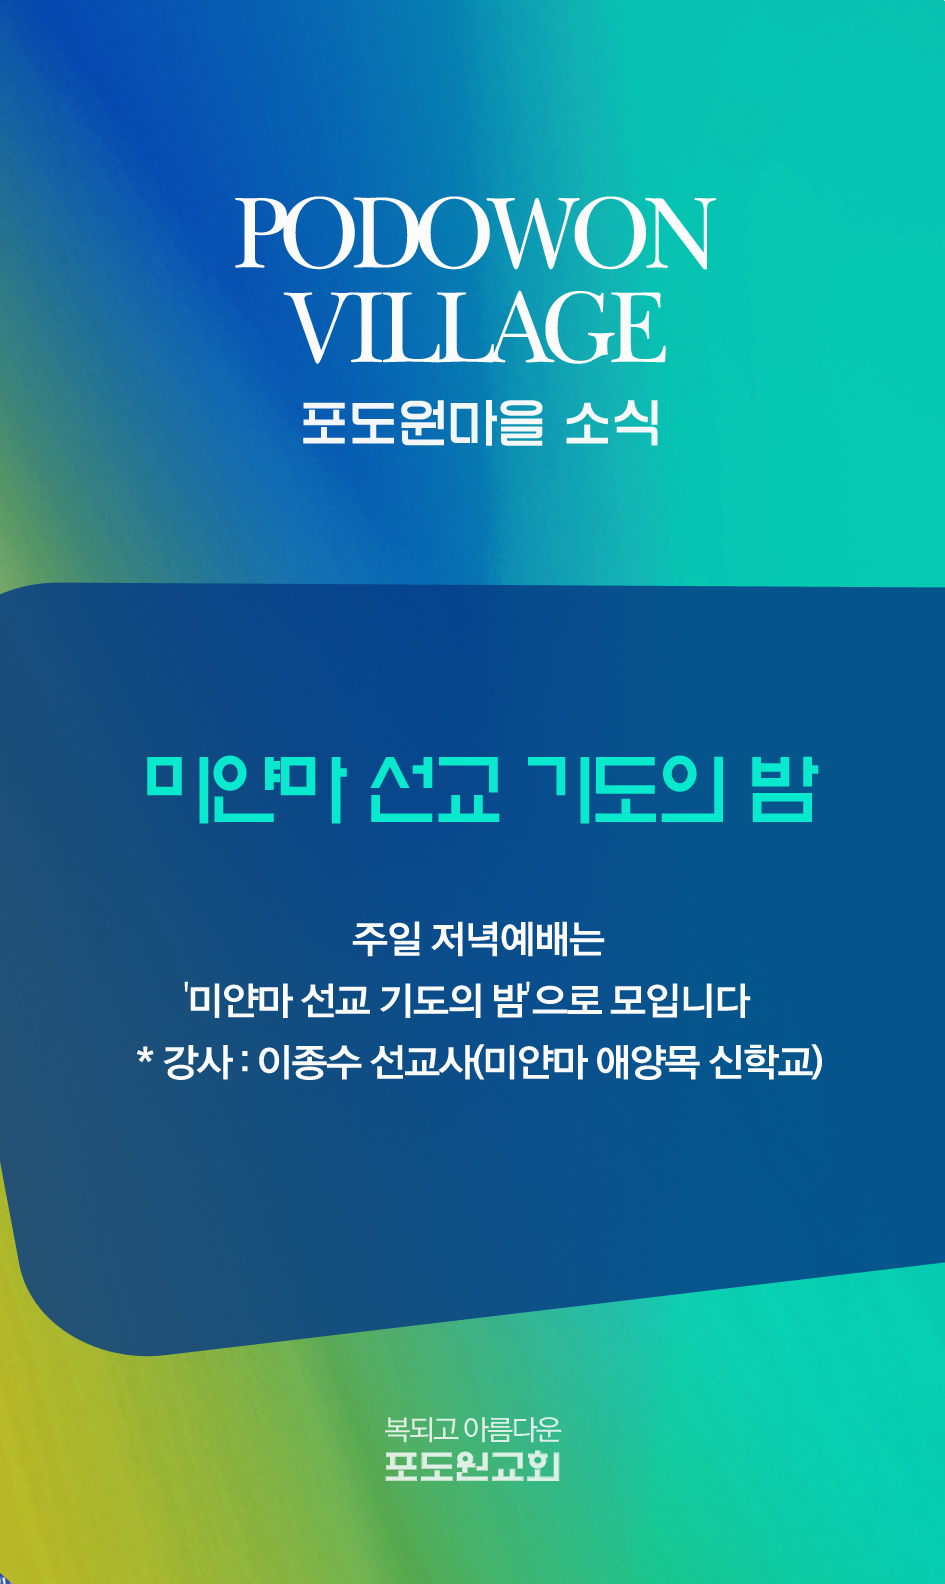 PODOWON
VILLAGE
포도원마을 소식
미얀마 선교 기도의 밤
주일 저녁예배는
'미얀마 선교 기도의 밤'으로 모입니다
* 강사 : 이종수 선교사(미얀마 애양목 신학교)
복되고 아름다운
포도원교회